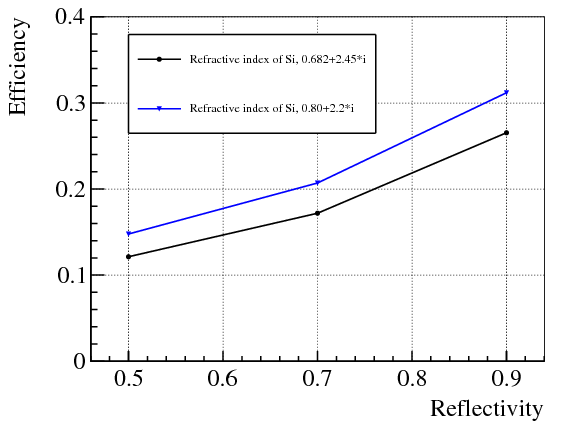 Efficiency
0.4
0.3
0.2
0.1
0
Refractive index of Si, 0.682+2.45*i
Refractive index of Si, 0.80+2.2*i
0.5 0.6 0.7 0.8 0.9
Reflectivity